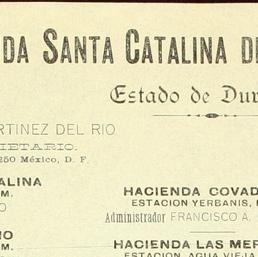 DA SANTA CATALINA DE
Estado de Dur
RTINEZ DEL RIO
IETARIO.
250 México, D. F.
ALINA
M.
O
HACIENDA COVAD
ESTACION YERBANIS,
Administrador FRANCISCO A.
IO
M.
HACIENDA LAS MER
ESTACION, AGUA VIEJA